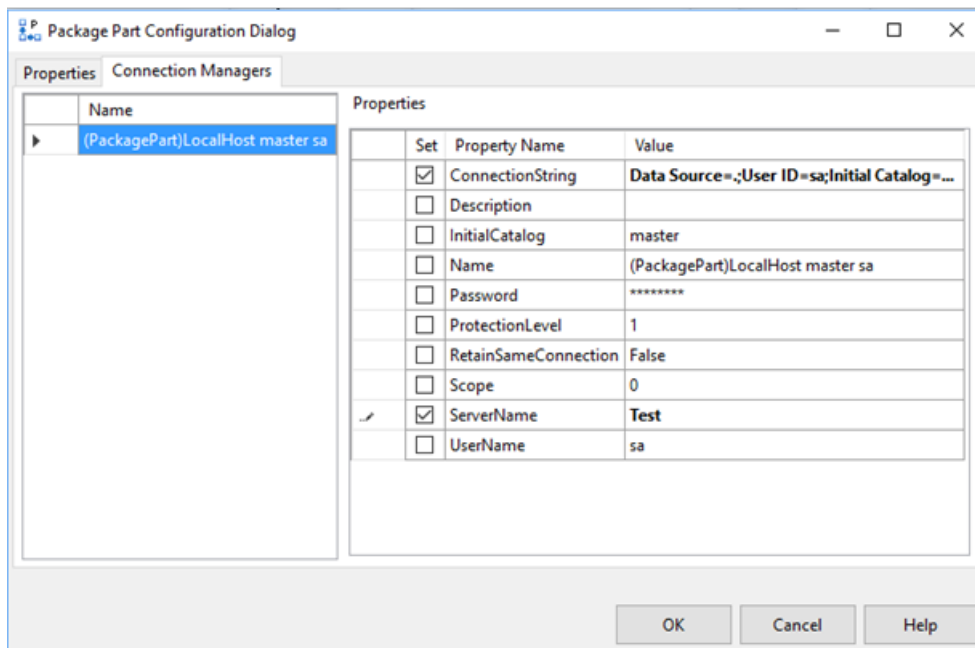 Package Part Configuration Dialog
Properties Connection Managers
Name
(PackagePart)LocalHost master sa
Properties
Set Property Name Value
ConnectionString Data Source=.;User ID=sa;Initial Catalog=...
Description
InitialCatalog master
Name (PackagePart)LocalHost master sa
Password ********
ProtectionLevel 1
RetainSameConnection False
Scope 0
ServerName Test
UserName sa
OK Cancel Help